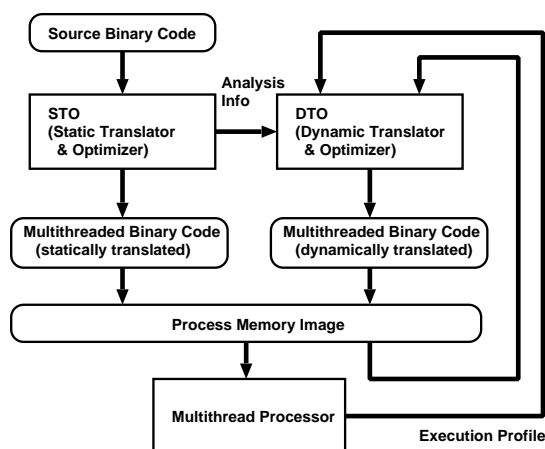 Source Binary Code
Analysis
Info
STO
(Static Translator
& Optimizer)
DTO
(Dynamic Translator
& Optimizer)
Multithreaded Binary Code
(statically translated)
Multithreaded Binary Code
(dynamically translated)
Process Memory Image
Multithread Processor
Execution Profile